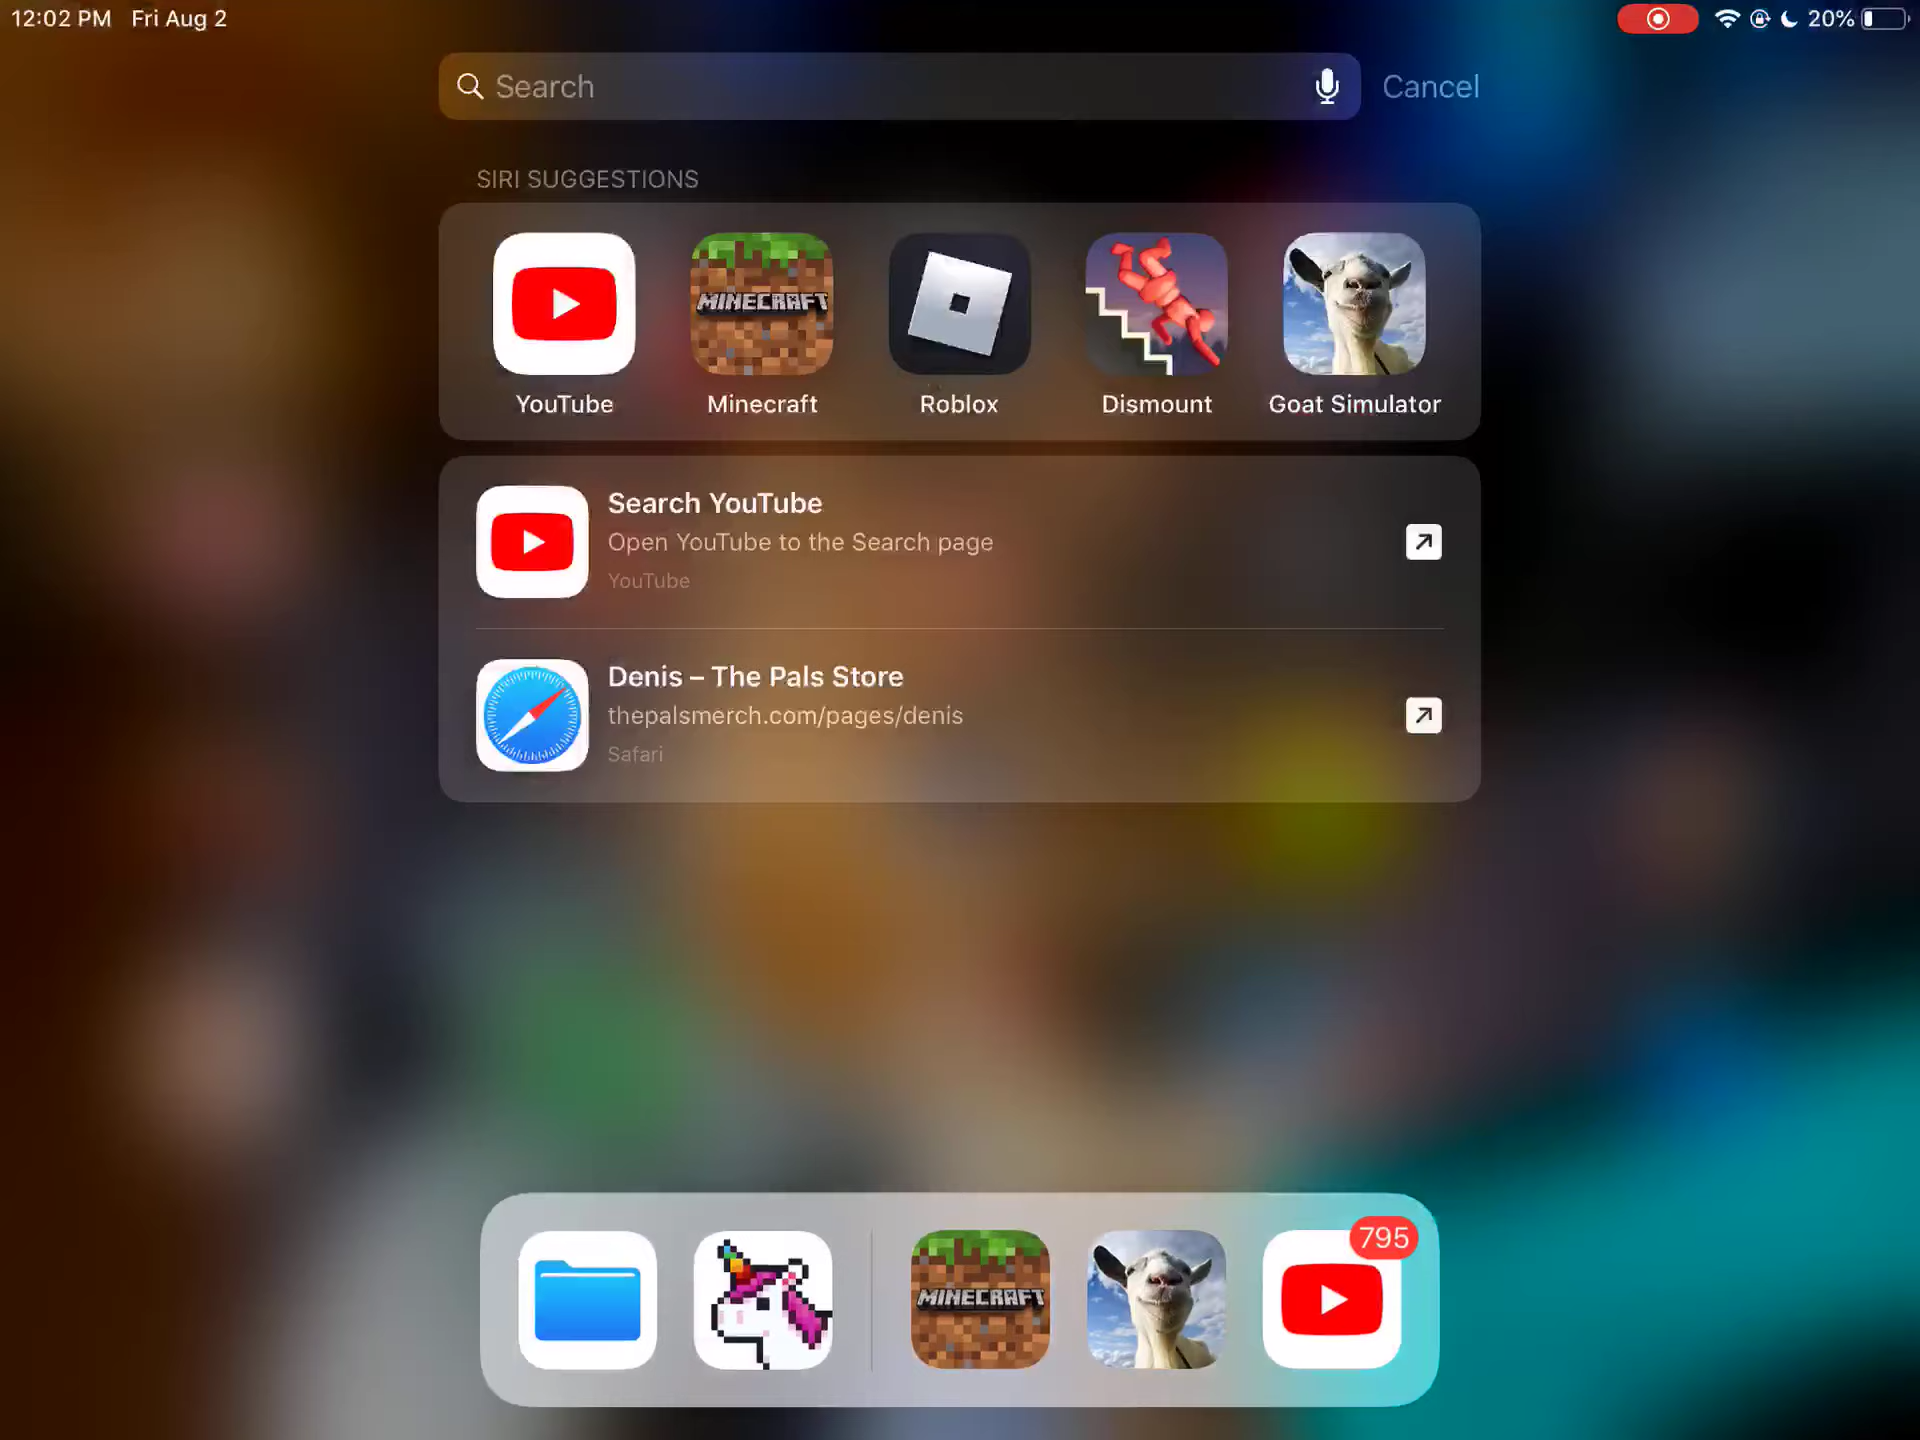 12:02 PM Fri Aug 2
20%
Search
Cancel
SIRI SUGGESTIONS
MINECRAFT
YouTube
Minecraft
Roblox
Dismount
Goat Simulator
Search YouTube
Open YouTube to the Search page
YouTube
Denis – The Pals Store
thepalsmerch.com/pages/denis
Safari
795
MINECRAFT